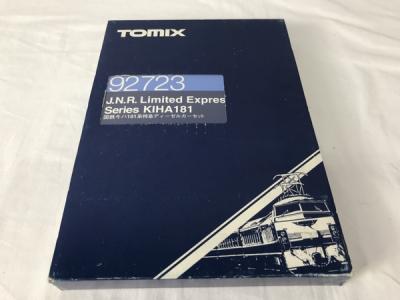 TOMIX
92723
J.N.R. Limited Expres
Series KIHA181
国鉄キハ181系特急ディーゼルカーセット